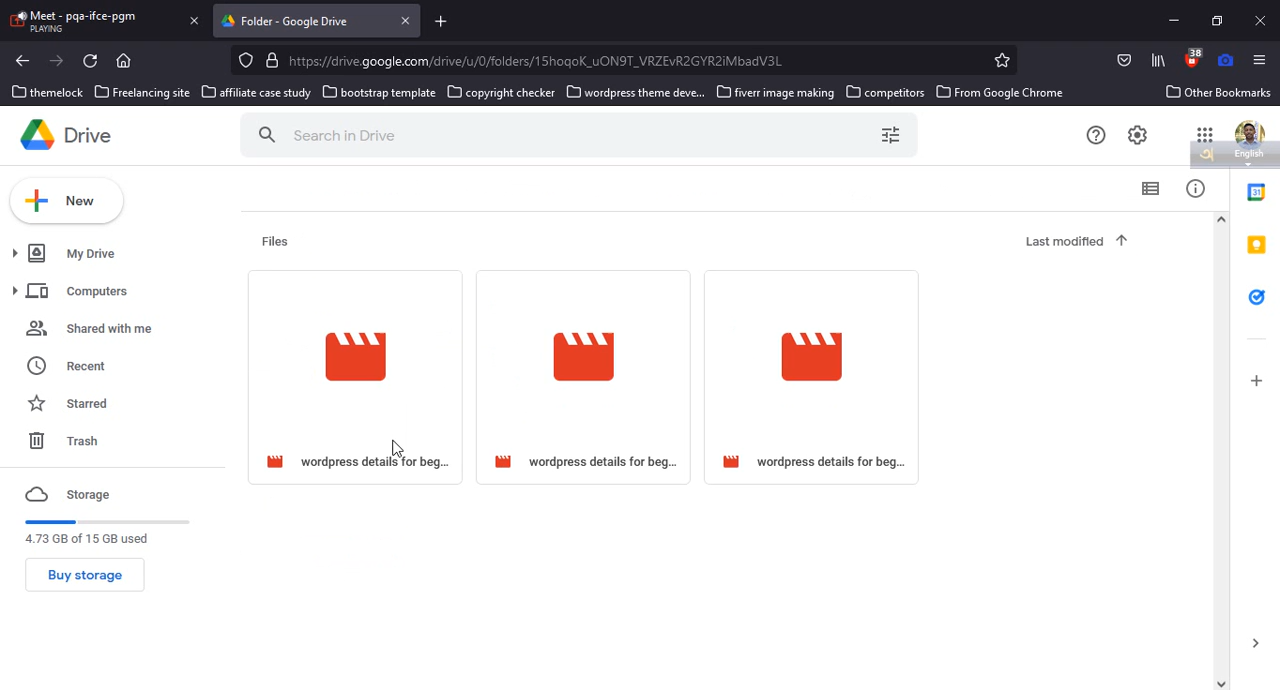 Meet - pqa-ifce-pgm
PLAYING
Folder - Google Drive
https://drive.google.com/drive/u/0/folders/15hoqoK_uON9T_VRZEvR2GYR2iMbadV3L
38
themelock
Freelancing site
affiliate case study
bootstrap template
copyright checker
wordpress theme deve...
fiverr image making
competitors
From Google Chrome
Other Bookmarks
Drive
Search in Drive
অ
English
New
31
Files
Last modified
My Drive
Computers
Shared with me
Recent
Starred
Trash
wordpress details for beg...
wordpress details for beg...
wordpress details for beg...
Storage
4.73 GB of 15 GB used
Buy storage